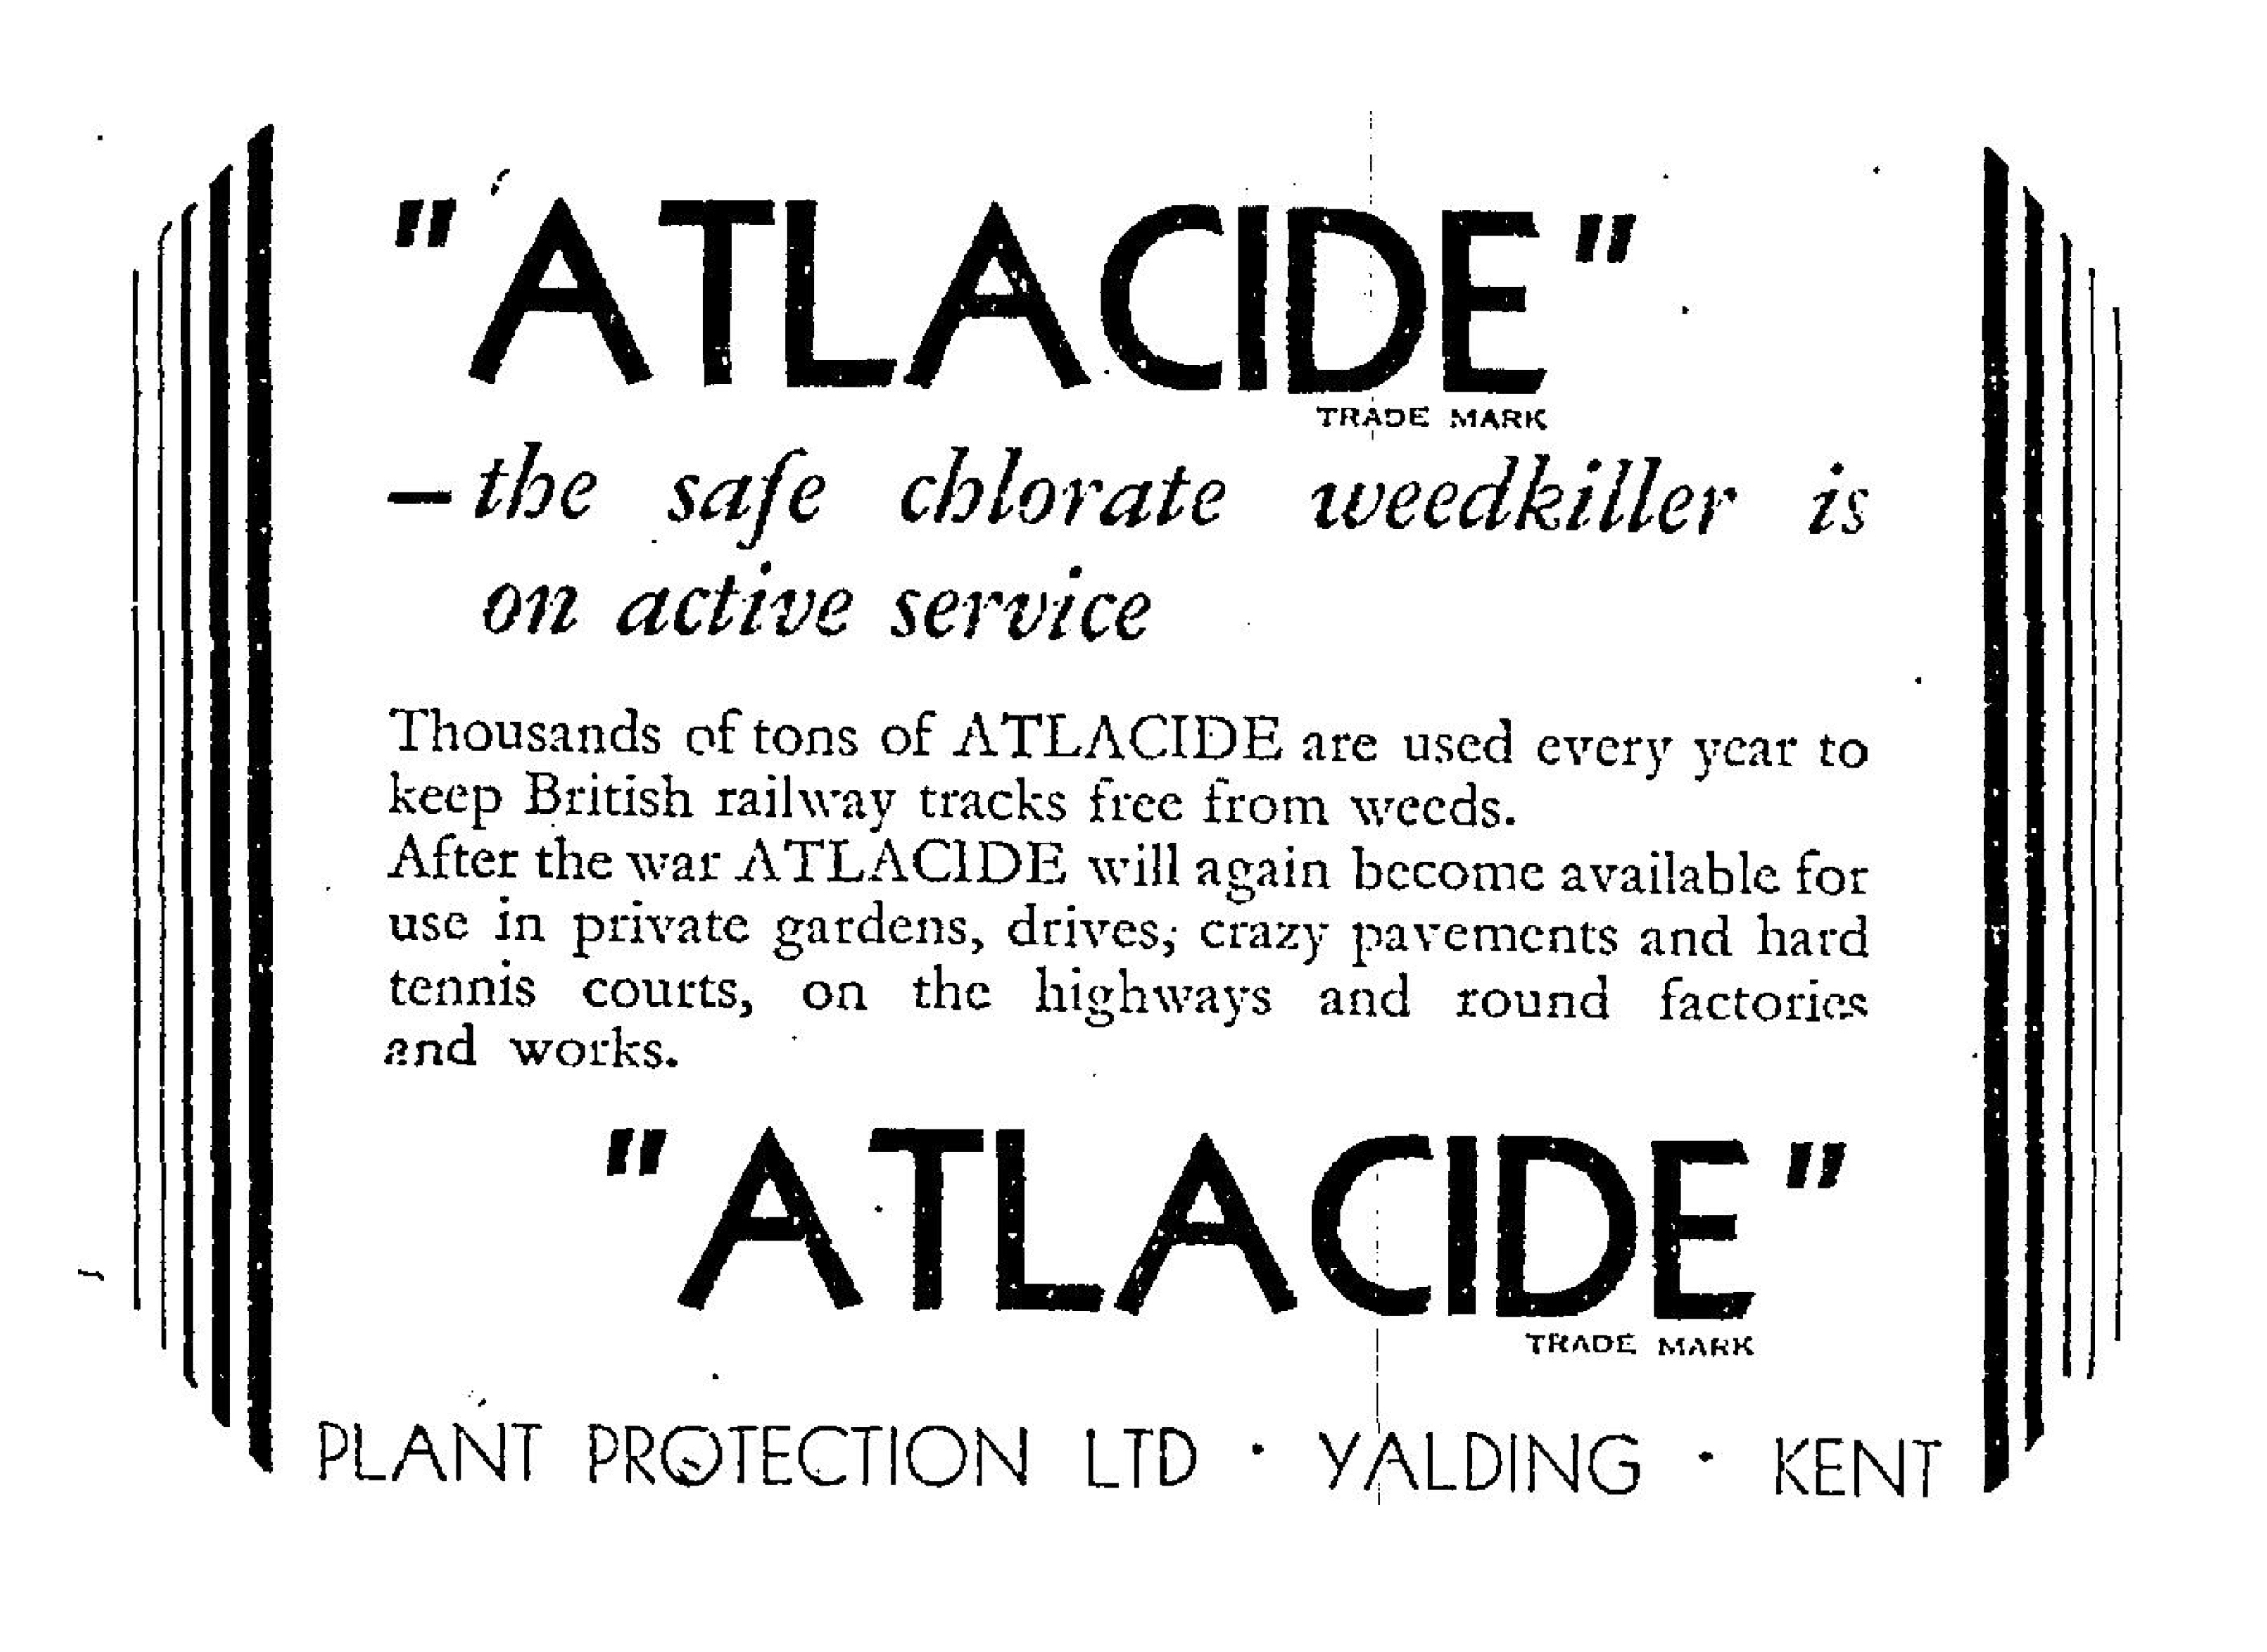 "ATLACIDE"
TRADE MARK
—the safe chlorate weedkiller is
on active service
Thousands of tons of ATLACIDE are used every year to
keep British railway tracks free from weeds.
After the war ATLACIDE will again become available for
use in private gardens, drives, crazy pavements and hard
tennis courts, on the highways and round factories
and works.
"ATLACIDE"
TRADE MARK
PLANT PROTECTION LTD · YALDING · KENT